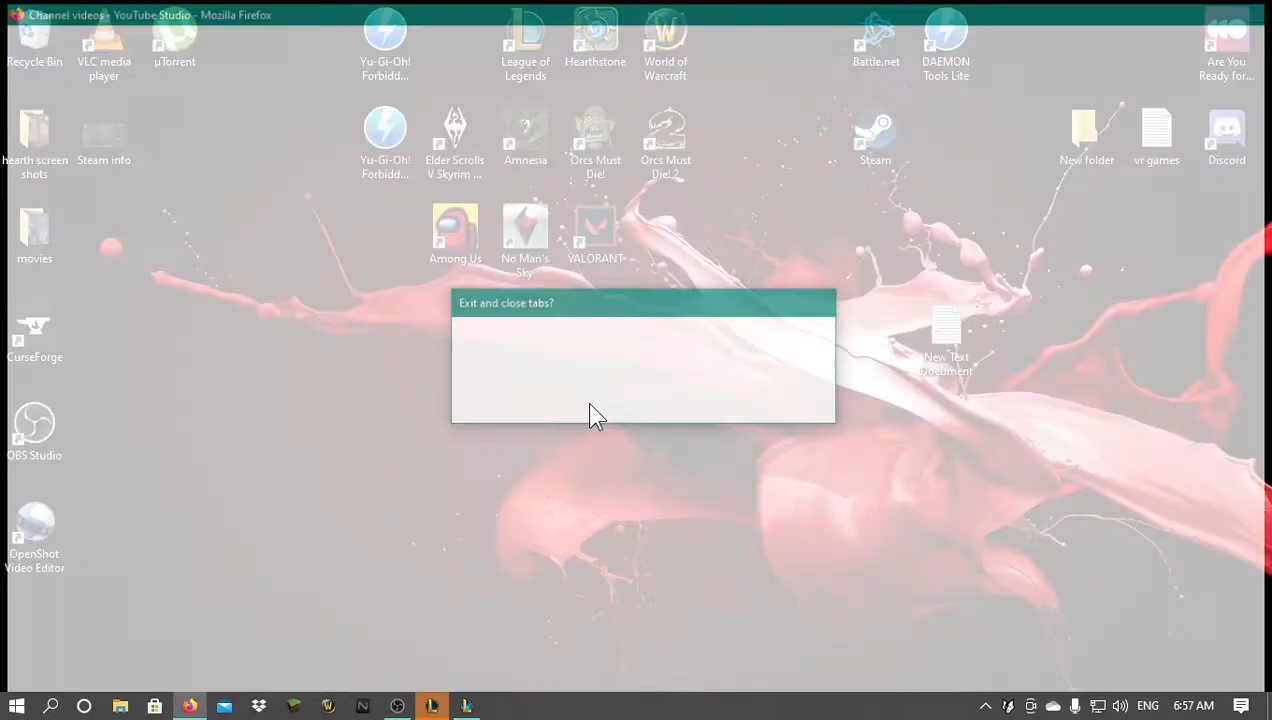 Channel videos - YouTube Studio - Mozilla Firefox
Recycle Bin
VLC media
player
µTorrent
Yu-Gi-Oh!
Forbidd...
League of
Legends
Hearthstone
World of
Warcraft
Battle.net
DAEMON
Tools Lite
Are You
Ready for...
hearth screen
shots
Steam info
Yu-Gi-Oh!
Forbidd...
Elder Scrolls
V Skyrim ...
Amnesia
Orcs Must
Die!
Orcs Must
Die! 2
Steam
New folder
vr games
Discord
movies
Among Us
No Man's
Sky
VALORANT
Exit and close tabs?
CurseForge
New Text
Document
OBS Studio
OpenShot
Video Editor
ENG
6:57 AM